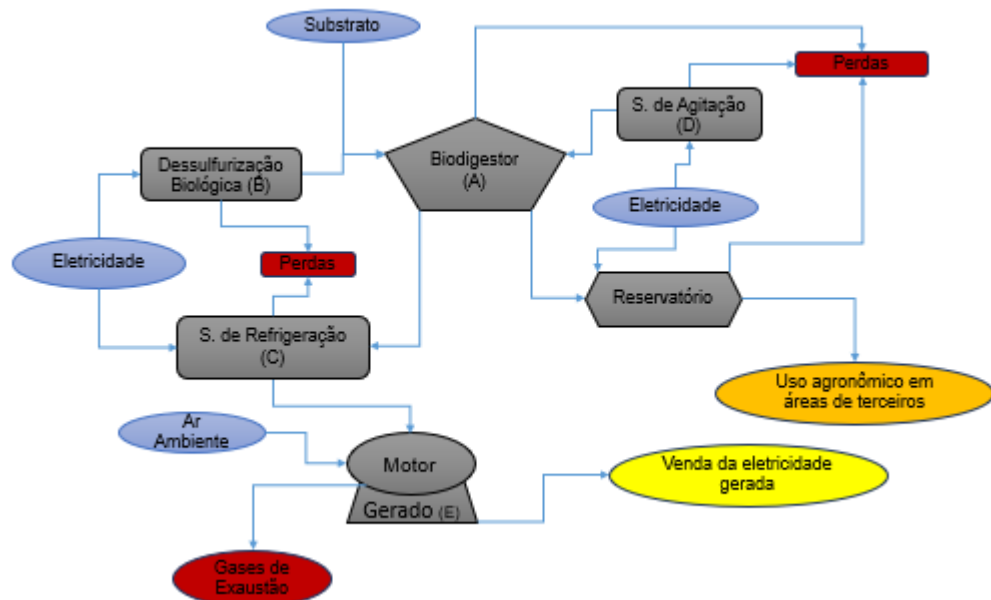 Substrato
Perdas
S. de Agitação
(D)
Biodigestor
(A)
Dessulfurização
Biológica (B)
Eletricidade
Eletricidade
Perdas
Reservatório
S. de Refrigeração
(C)
Uso agronômico em
áreas de terceiros
Ar
Ambiente
Motor
Venda da eletricidade
gerada
Gerado (E)
Gases de
Exaustão